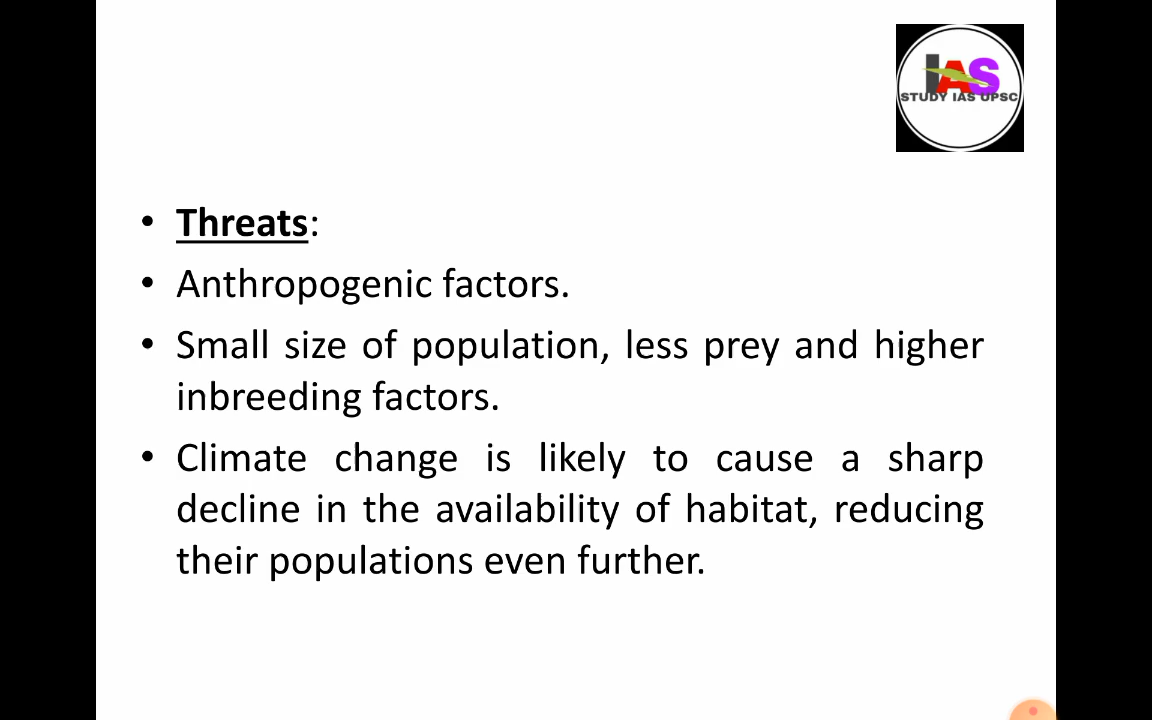 IAS
STUDY IAS UPSC
• Threats:
• Anthropogenic factors.
• Small size of population, less prey and higher
inbreeding factors.
• Climate change is likely to cause a sharp
decline in the availability of habitat, reducing
their populations even further.